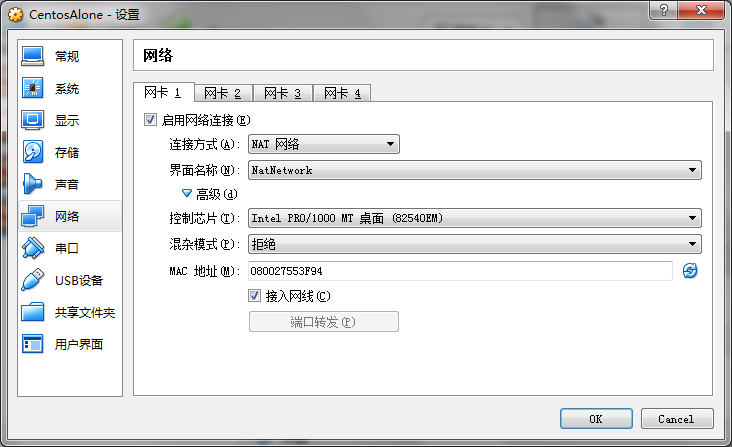 CentosAlone - 设置
常规
系统
显示
存储
声音
网络
串口
USB设备
共享文件夹
用户界面
网络
网卡 1 网卡 2 网卡 3 网卡 4
启用网络连接(E)
连接方式(A): NAT 网络
界面名称(N): NatNetwork
高级(d)
控制芯片(T): Intel PRO/1000 MT 桌面 (82540EM)
混杂模式(P): 拒绝
MAC 地址(M): 080027553F94
接入网线(C)
端口转发(P)
OK Cancel